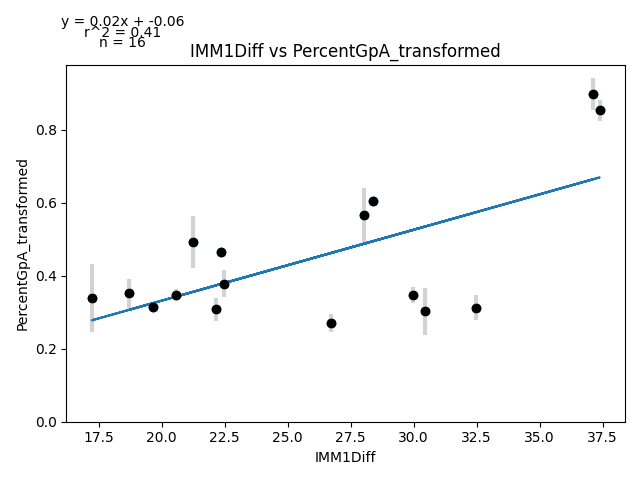 y = 0.02x + -0.06
r^2 = 0.41
n = 16
IMM1Diff vs PercentGpA_transformed
PercentGpA_transformed
0.8
0.6
0.4
0.2
0.0
17.5 20.0 22.5 25.0 27.5 30.0 32.5 35.0 37.5
IMM1Diff